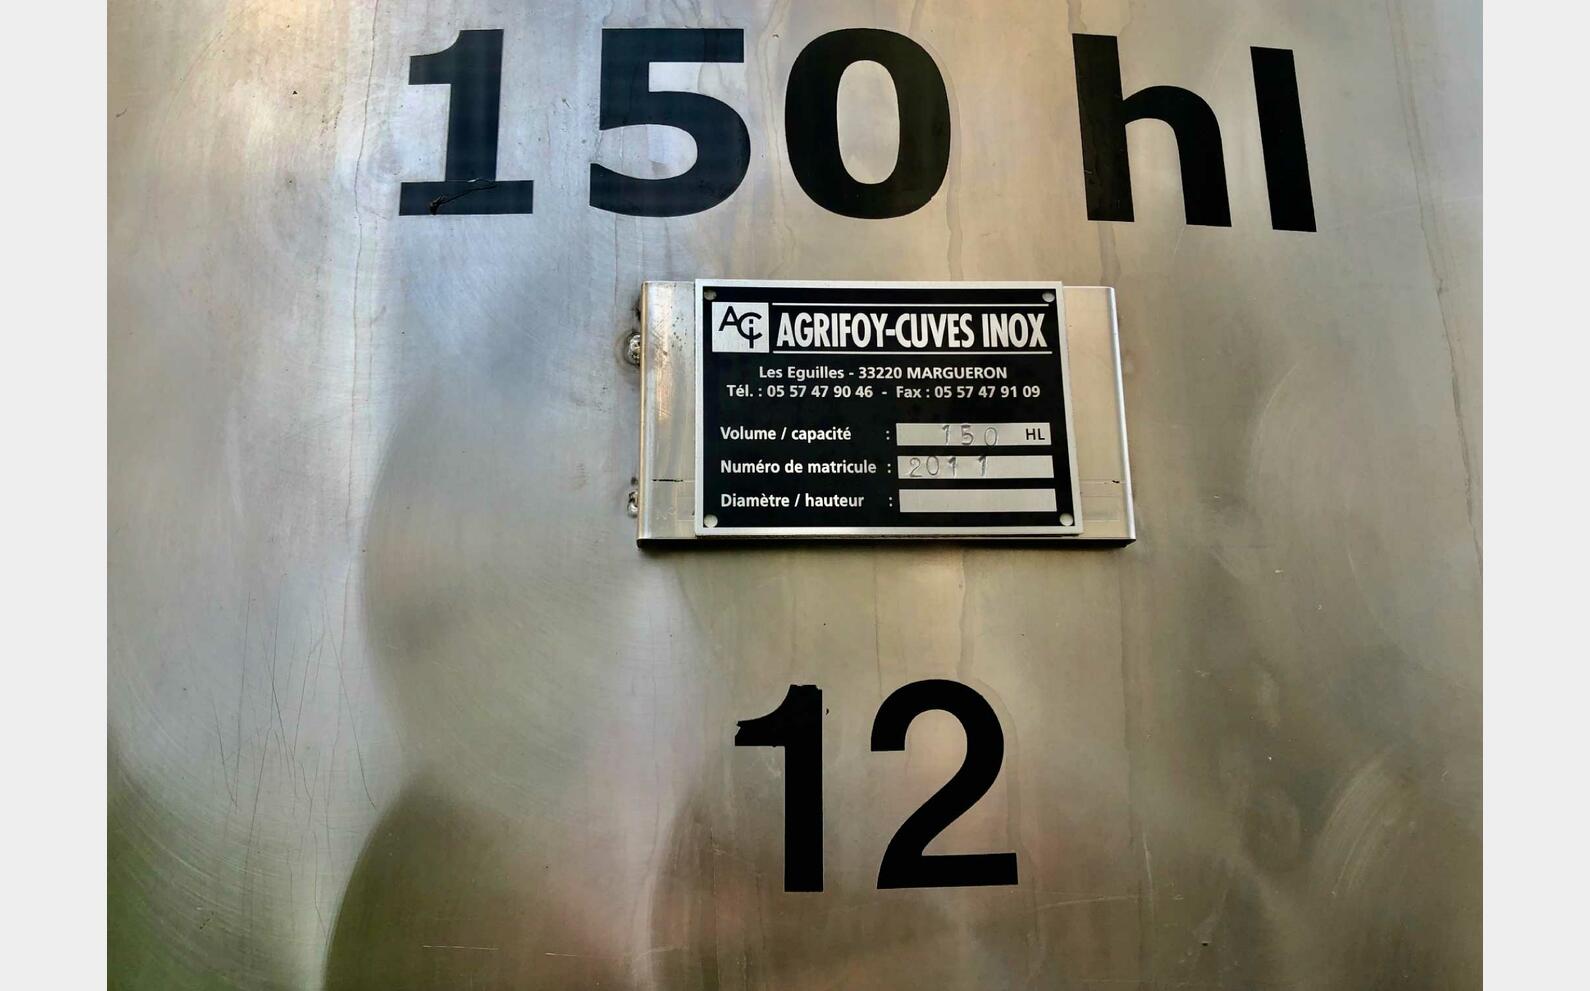 150 hl
ACI AGRIFOY-CUVES INOX
Les Eguilles - 33220 MARGUERON
Tél. : 05 57 47 90 46 - Fax : 05 57 47 91 09
Volume / capacité : 150 HL
Numéro de matricule : 2011
Diamètre / hauteur :
12